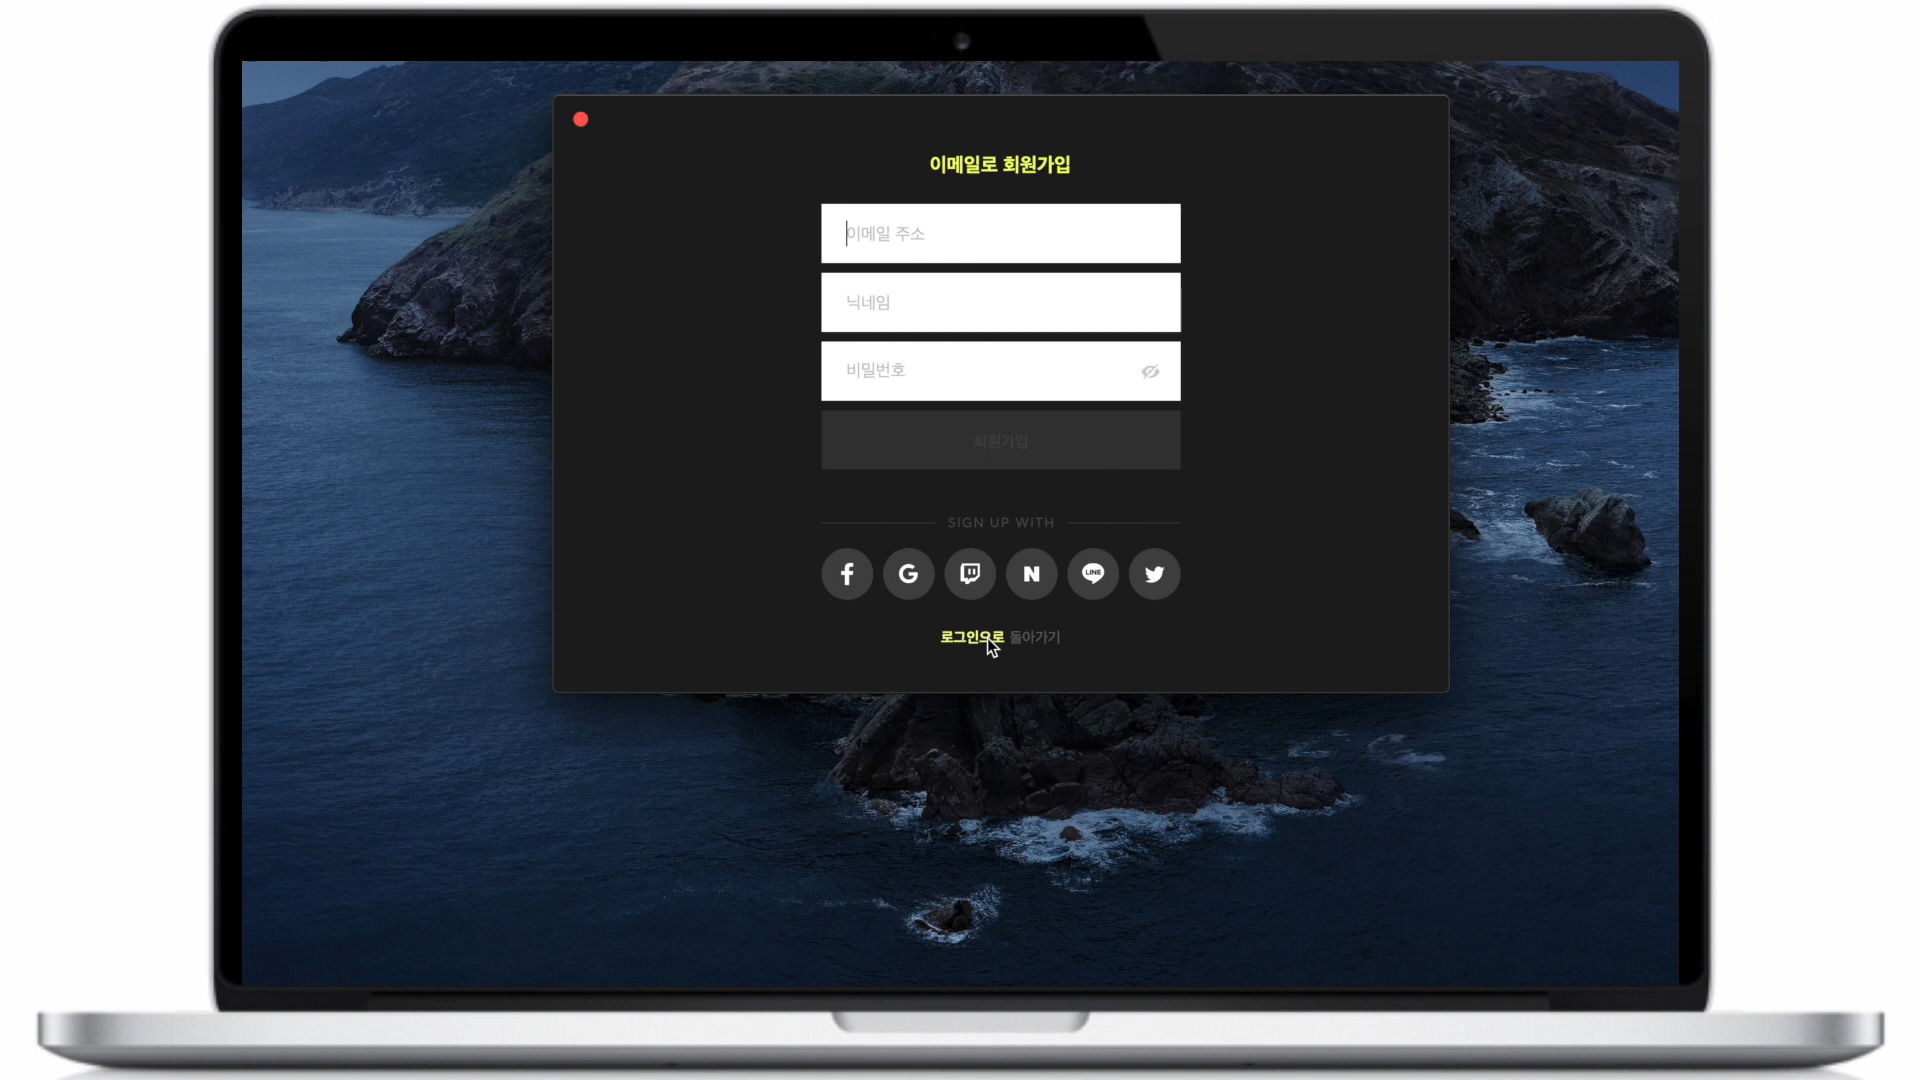 이메일로 회원가입
이메일 주소
닉네임
비밀번호
회원가입
SIGN UP WITH
LINE
로그인으로 돌아가기